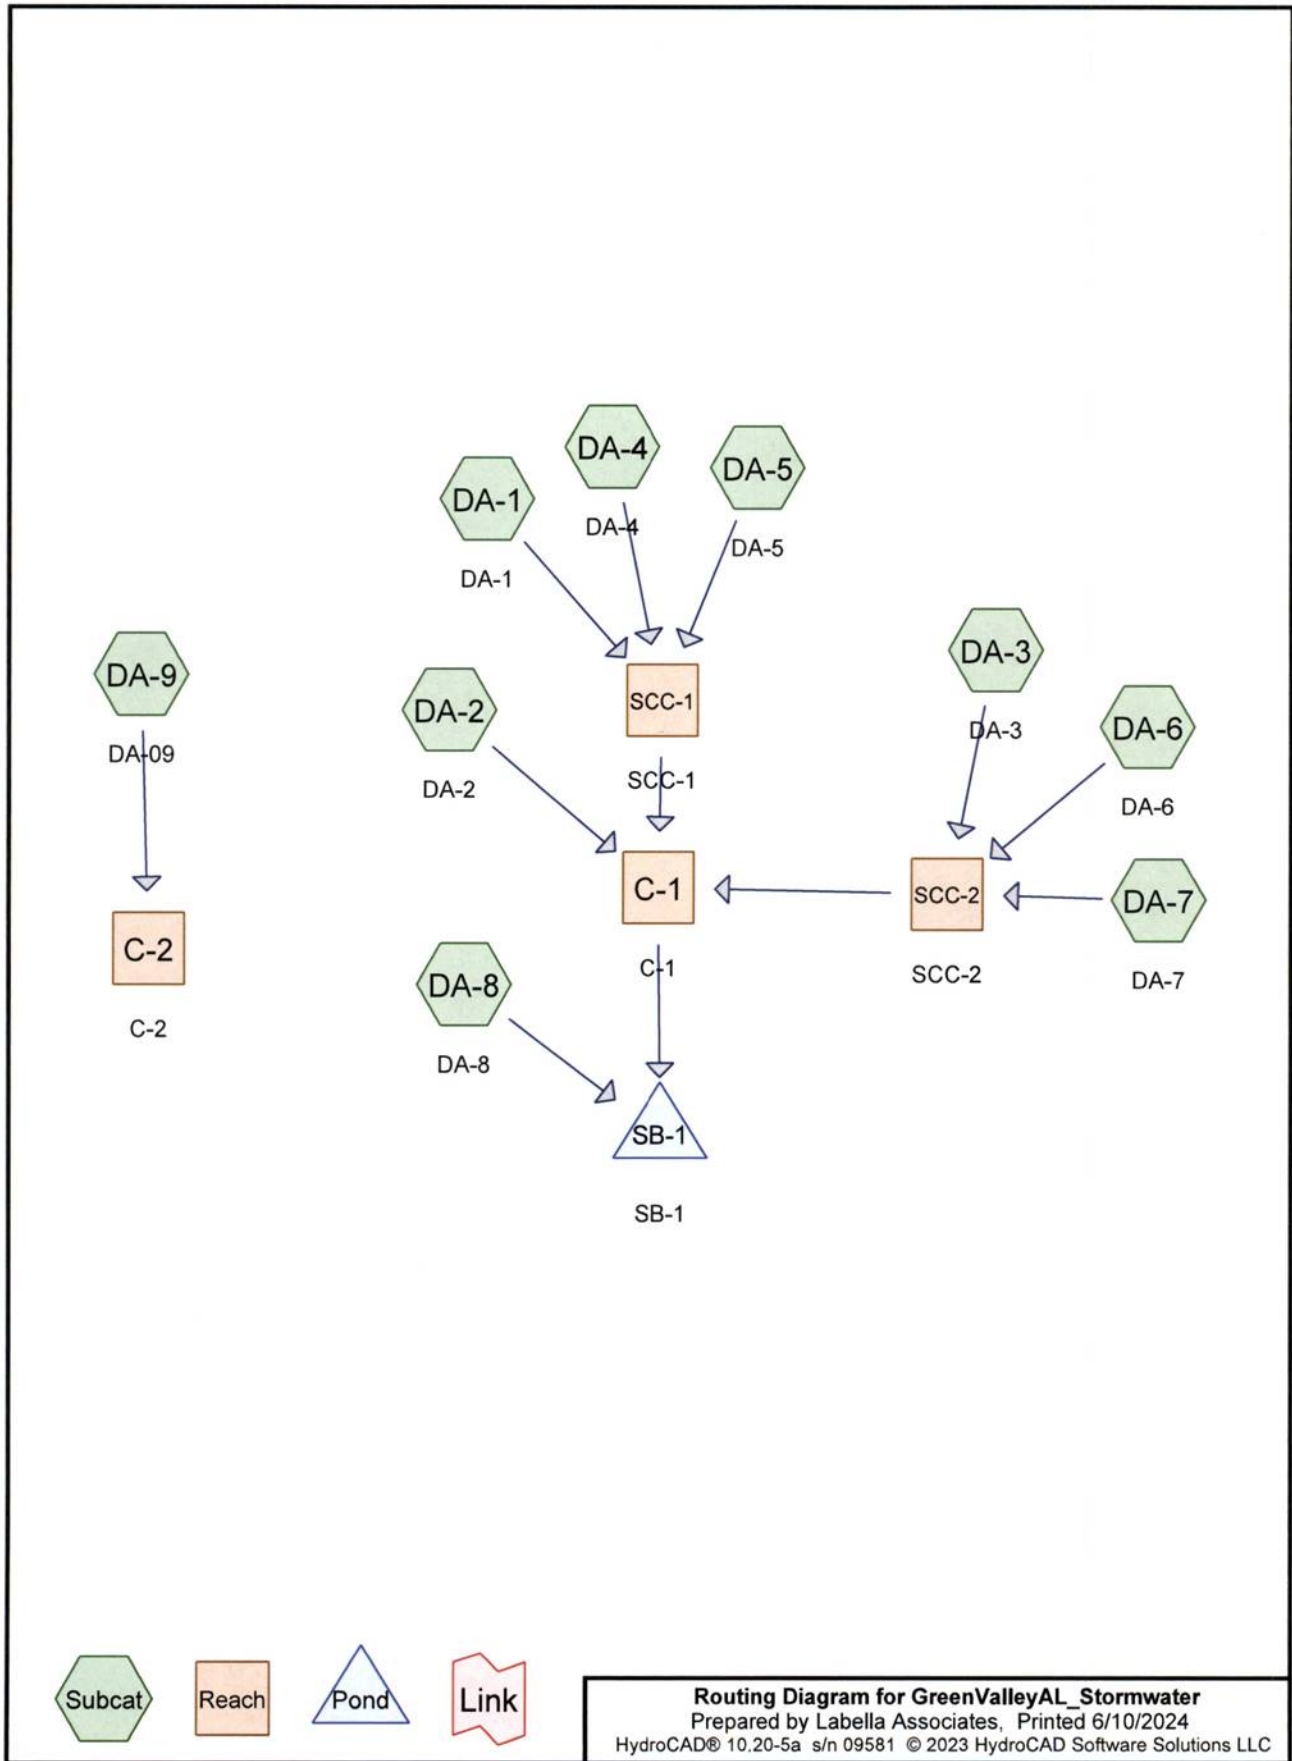 DA-4
DA-4
DA-5
DA-5
DA-1
DA-1
SCC-1
SCC-1
DA-3
DA-3
DA-9
DA-09
DA-2
DA-2
DA-6
DA-6
C-1
C-1
SCC-2
SCC-2
DA-7
DA-7
C-2
C-2
DA-8
DA-8
SB-1
SB-1
Subcat
Reach
Pond
Link
Routing Diagram for GreenValleyAL_Stormwater
Prepared by Labella Associates, Printed 6/10/2024
HydroCAD® 10.20-5a s/n 09581 © 2023 HydroCAD Software Solutions LLC